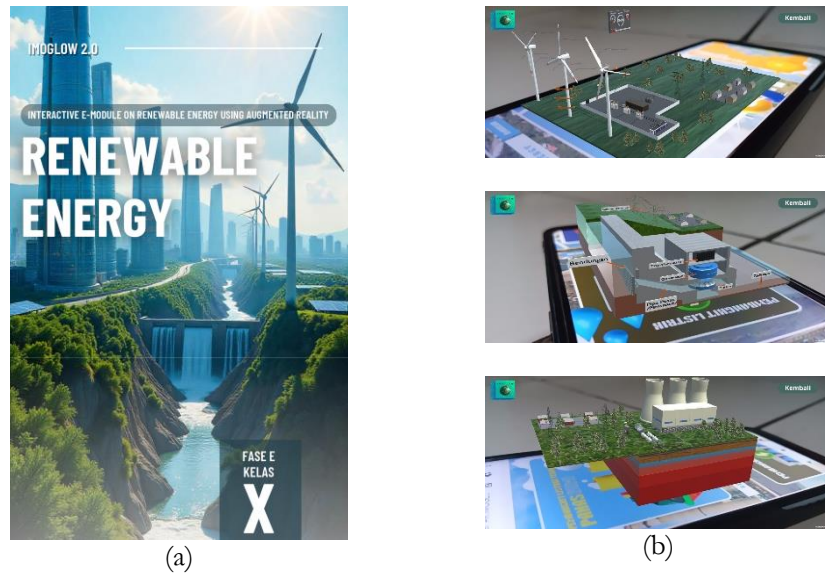 IMOGLOW 2.0
INTERACTIVE E-MODULE ON RENEWABLE ENERGY USING AUGMENTED REALITY
RENEWABLE
ENERGY
FASE E
KELAS
X
(a)
Kembali
Kembali
Bendungan
PEMBANGKIT LISTRIK
Kembali
(b)